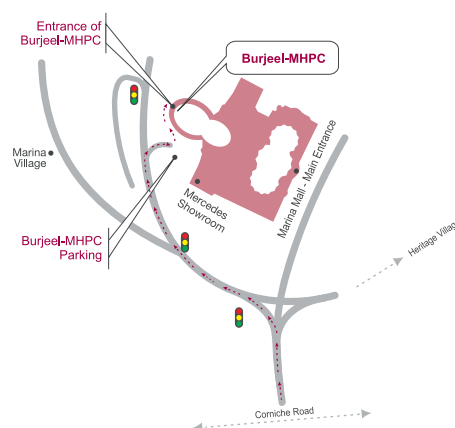 Entrance of
Burjeel-MHPC
Burjeel-MHPC
Marina
Village
Mercedes
Showroom
Marina Mall - Main Entrance
Burjeel-MHPC
Parking
Heritage Village
Corniche Road